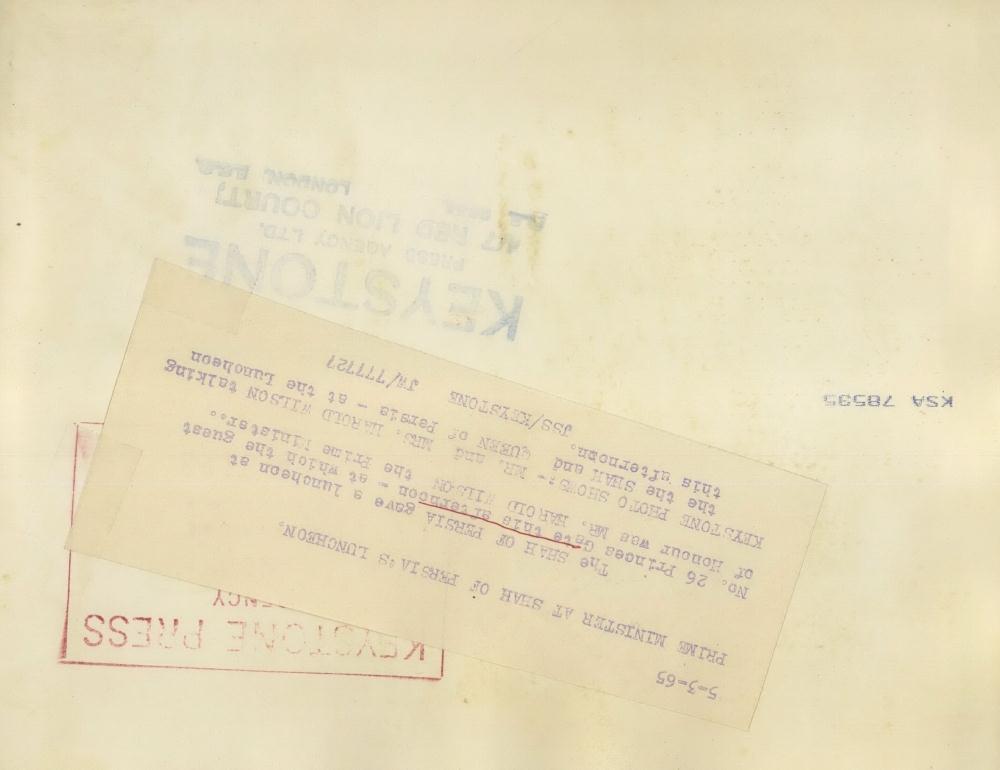 5-3-65
PRIME MINISTER AT SHAH OF PERSIA'S LUNCHEON.
The SHAH OF PERSIA gave a luncheon at
No. 26 Princes Gate this afternoon - at which the guest
of Honour was MR. HAROLD WILSON the Prime Minister..
KEYSTONE PHOTO SHOWS:- MR. and MRS. HAROLD WILSON talking
the the SHAH and QUEEN of Persia - at the Luncheon
this afternoon.
JSS/KEYSTONE JW/777727
KEYSTONE PRESS
ENCY
KSA 78535
KEYSTONE
PRESS AGENCY LTD.
17 RED LION COURT,
LONDON,